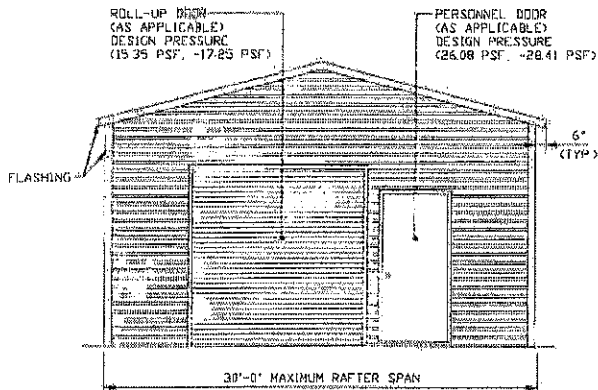 ROLL-UP DOOR
(AS APPLICABLE)
DESIGN PRESSURE
(15.35 PSF, -17.25 PSF)
PERSONNEL DOOR
(AS APPLICABLE)
DESIGN PRESSURE
(26.08 PSF, -28.41 PSF)
6"
(TYP)
FLASHING
30'-0" MAXIMUM RAFTER SPAN